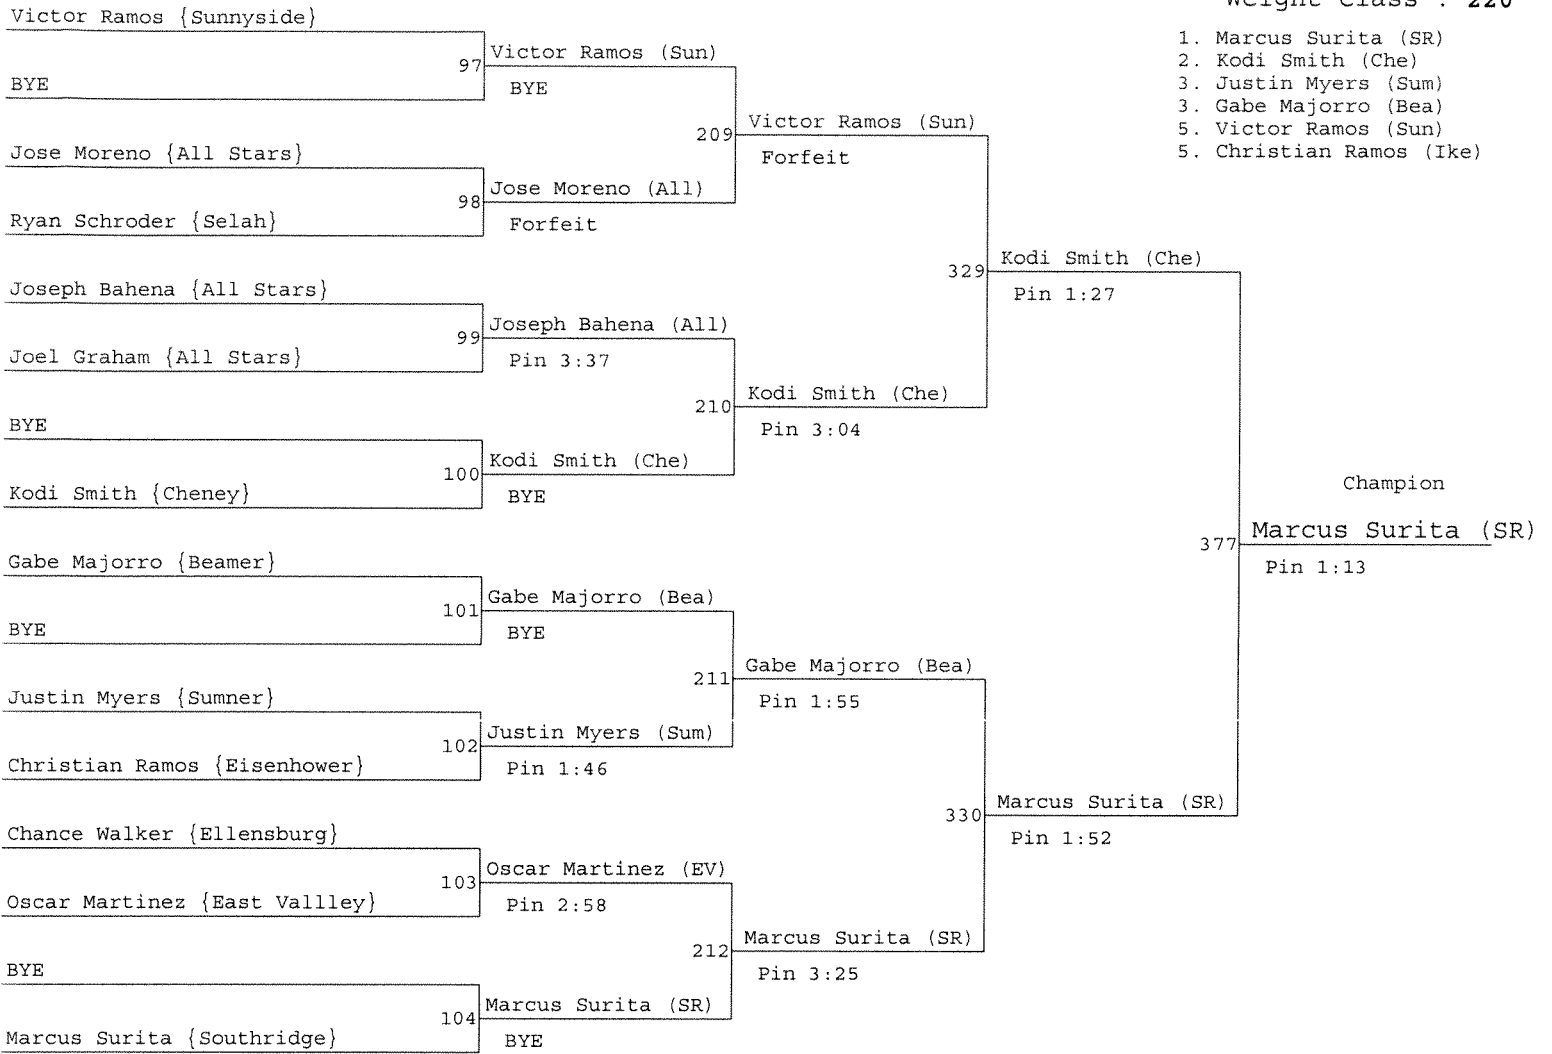 Weight Class : 220
1. Marcus Surita (SR)
2. Kodi Smith (Che)
3. Justin Myers (Sum)
3. Gabe Majorro (Bea)
5. Victor Ramos (Sun)
5. Christian Ramos (Ike)
Victor Ramos {Sunnyside}
97
Victor Ramos (Sun)
BYE
BYE
209
Victor Ramos (Sun)
Forfeit
Jose Moreno {All Stars}
98
Jose Moreno (All)
Forfeit
Ryan Schroder {Selah}
329
Kodi Smith (Che)
Pin 1:27
Joseph Bahena {All Stars}
99
Joseph Bahena (All)
Pin 3:37
Joel Graham {All Stars}
210
Kodi Smith (Che)
Pin 3:04
BYE
100
Kodi Smith (Che)
BYE
Kodi Smith {Cheney}
Champion
377
Marcus Surita (SR)
Pin 1:13
Gabe Majorro {Beamer}
101
Gabe Majorro (Bea)
BYE
BYE
211
Gabe Majorro (Bea)
Pin 1:55
Justin Myers {Sumner}
102
Justin Myers (Sum)
Pin 1:46
Christian Ramos {Eisenhower}
330
Marcus Surita (SR)
Pin 1:52
Chance Walker {Ellensburg}
103
Oscar Martinez (EV)
Pin 2:58
Oscar Martinez {East Vallley}
212
Marcus Surita (SR)
Pin 3:25
BYE
104
Marcus Surita (SR)
BYE
Marcus Surita {Southridge}